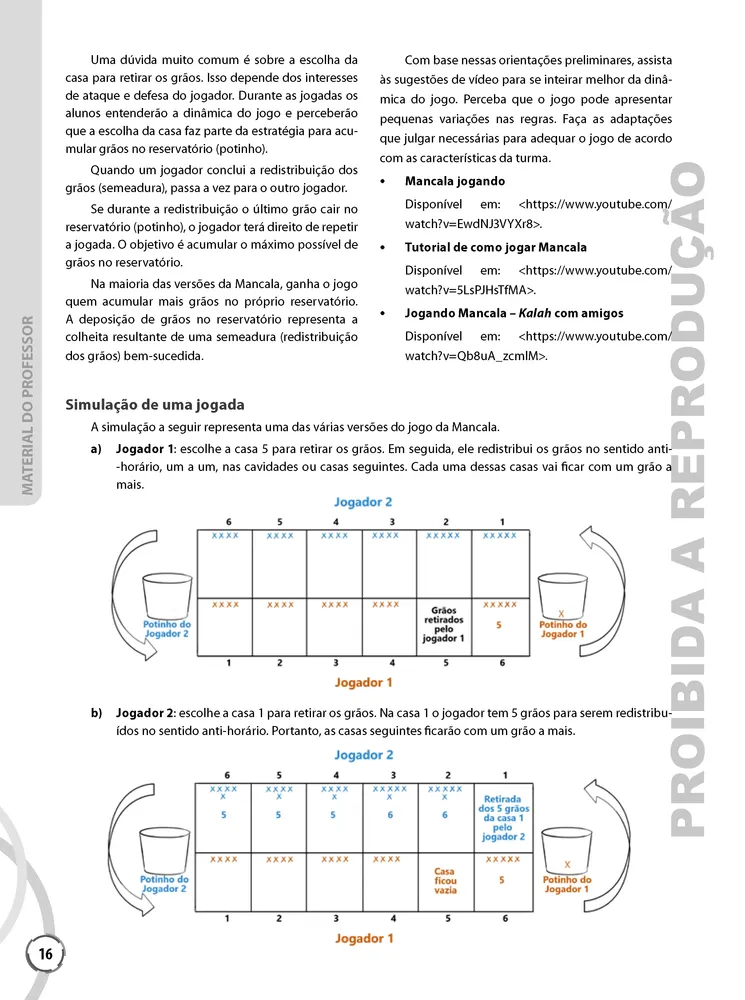 Uma dúvida muito comum é sobre a escolha da
casa para retirar os grãos. Isso depende dos interesses
de ataque e defesa do jogador. Durante as jogadas os
alunos entenderão a dinâmica do jogo e perceberão
que a escolha da casa faz parte da estratégia para acu-
mular grãos no reservatório (potinho).
Quando um jogador conclui a redistribuição dos
grãos (semeadura), passa a vez para o outro jogador.
Se durante a redistribuição o último grão cair no
reservatório (potinho), o jogador terá direito de repetir
a jogada. O objetivo é acumular o máximo possível de
grãos no reservatório.
Na maioria das versões da Mancala, ganha o jogo
quem acumular mais grãos no próprio reservatório.
A deposição de grãos no reservatório representa a
colheita resultante de uma semeadura (redistribuição
dos grãos) bem-sucedida.
Com base nessas orientações preliminares, assista
às sugestões de vídeo para se inteirar melhor da dinâ-
mica do jogo. Perceba que o jogo pode apresentar
pequenas variações nas regras. Faça as adaptações
que julgar necessárias para adequar o jogo de acordo
com as características da turma.
• Mancala jogando
Disponível em: <https://www.youtube.com/
watch?v=EwdNJ3VYXr8>.
• Tutorial de como jogar Mancala
Disponível em: <https://www.youtube.com/
watch?v=5LsPJHsTfMA>.
• Jogando Mancala – Kalah com amigos
Disponível em: <https://www.youtube.com/
watch?v=Qb8uA_zcmlM>.
MATERIAL DO PROFESSOR
PROIBIDA A REPRODUÇÃO
Simulação de uma jogada
A simulação a seguir representa uma das várias versões do jogo da Mancala.
a) Jogador 1: escolhe a casa 5 para retirar os grãos. Em seguida, ele redistribui os grãos no sentido anti-
-horário, um a um, nas cavidades ou casas seguintes. Cada uma dessas casas vai ficar com um grão a
mais.
Jogador 2
6 5 4 3 2 1
XXXX XXXX XXXX XXXX XXXXX XXXXX
Potinho do
Jogador 2
XXXX XXXX XXXX XXXX
Grãos
retirados
pelo
jogador 1
XXXXX
5
X
Potinho do
Jogador 1
1 2 3 4 5 6
Jogador 1
b) Jogador 2: escolhe a casa 1 para retirar os grãos. Na casa 1 o jogador tem 5 grãos para serem redistribu-
ídos no sentido anti-horário. Portanto, as casas seguintes ficarão com um grão a mais.
Jogador 2
6 5 4 3 2 1
XXXX XXXX XXXX XXXXX XXXXX
X X X X X
5 5 5 6 6
Retirada
dos 5 grãos
da casa 1
pelo
jogador 2
Potinho do
Jogador 2
XXXX XXXX XXXX XXXX
Casa
ficou
vazia
XXXXX
5
X
Potinho do
Jogador 1
1 2 3 4 5 6
Jogador 1
16